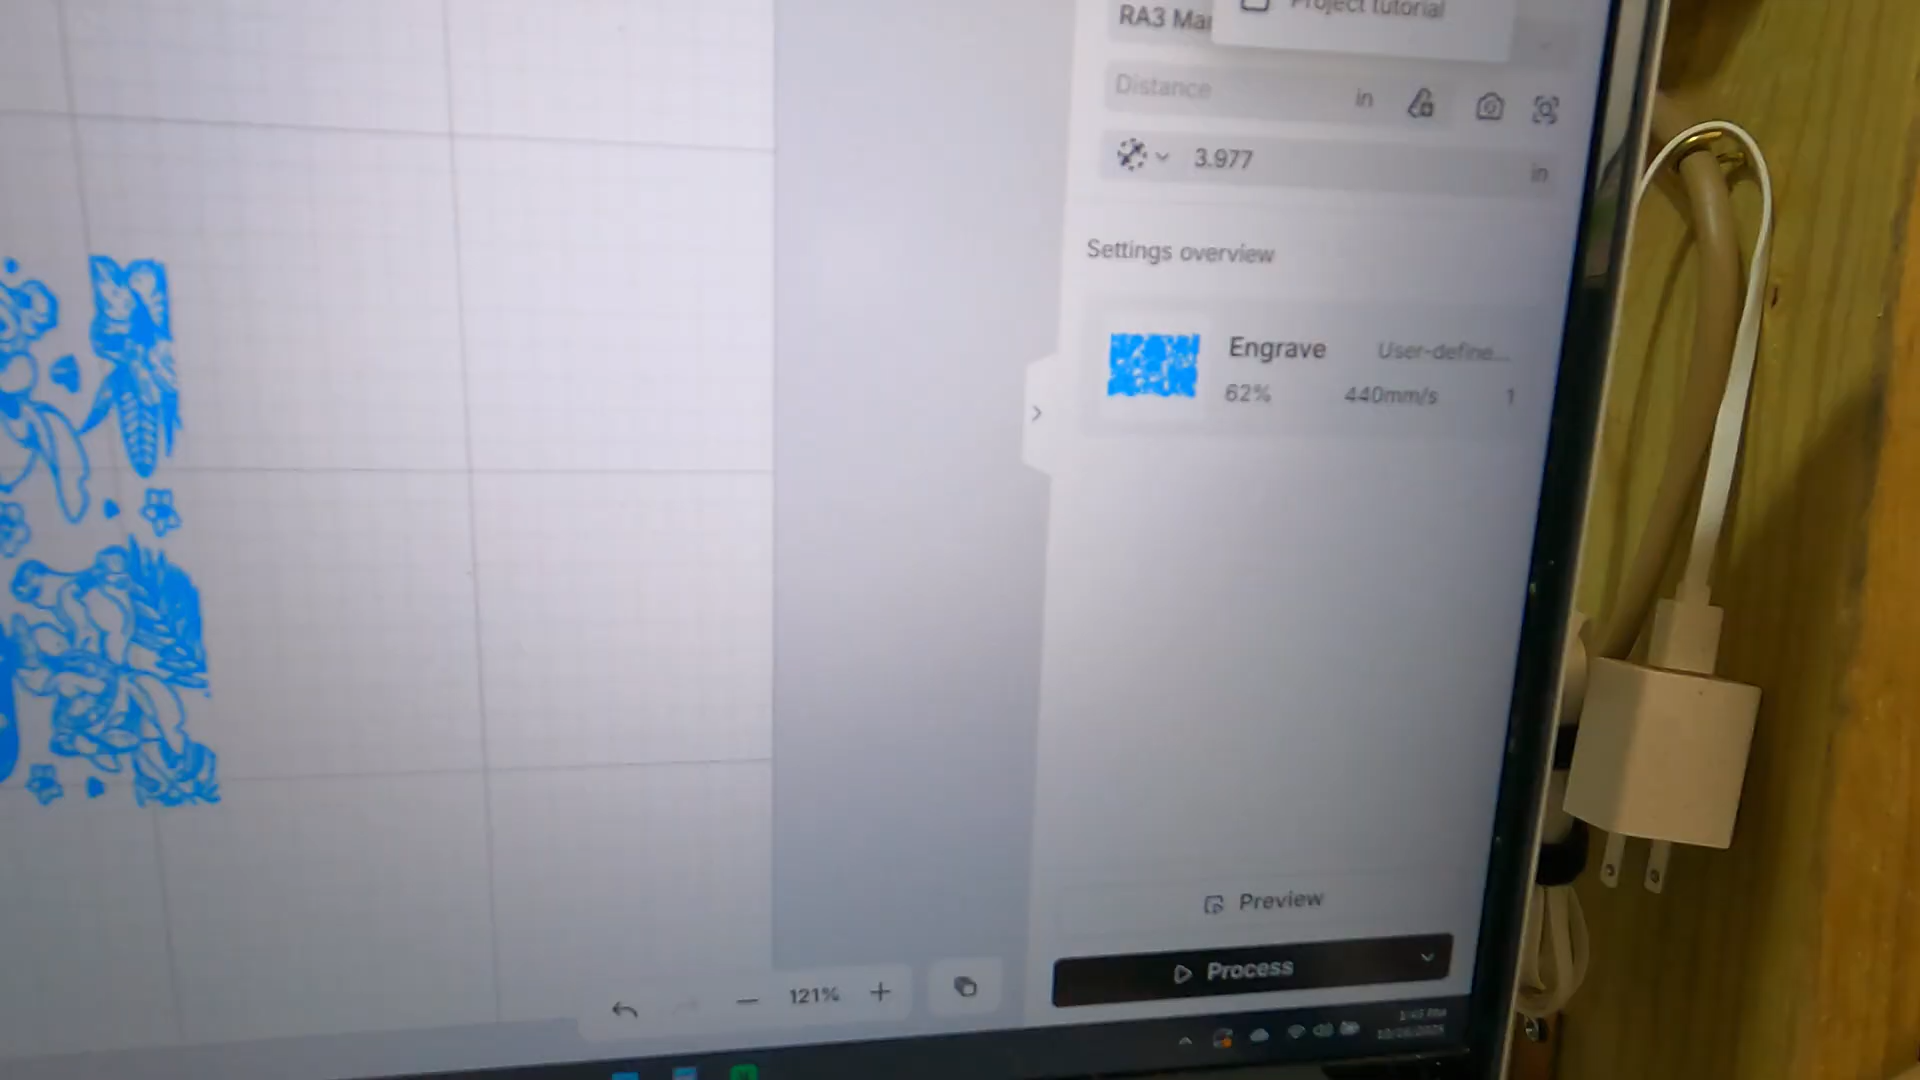 Project tutorial
RA3 Ma
Distance in
3.977 in
Settings overview
Engrave User-define...
62% 440mm/s 1
Preview
Process
121%